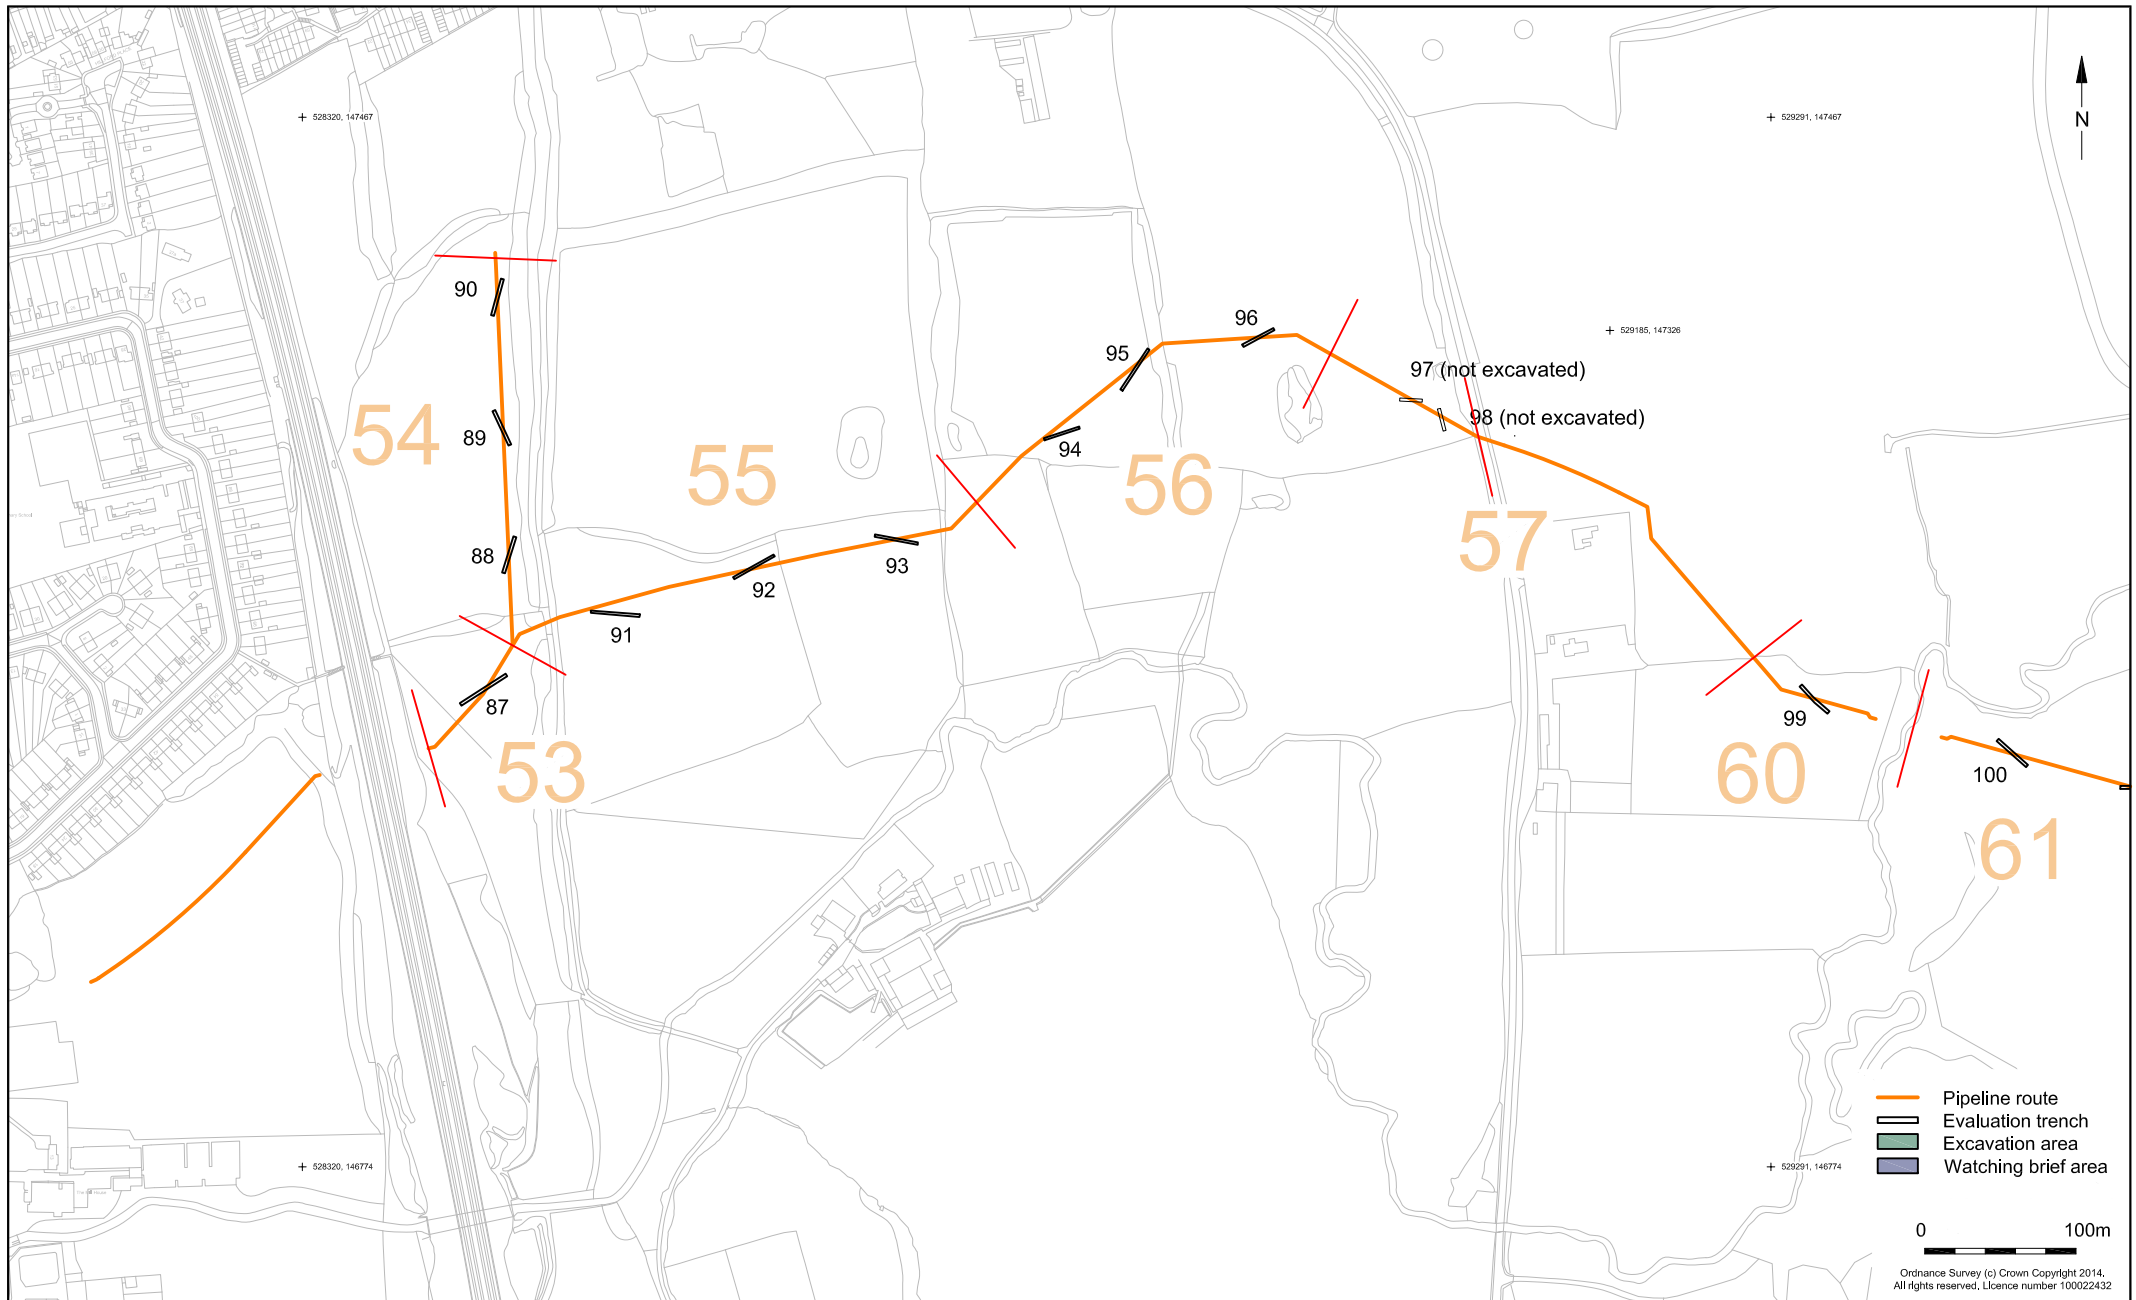 528320, 147467
529291, 147467
N
90
96
529185, 147326
95
97 (not excavated)
54
98 (not excavated)
89
94
55
56
57
88
93
92
91
87
99
53
60
100
61
Pipeline route
Evaluation trench
Excavation area
528320, 146774
529291, 146774
Watching brief area
0 100m
Ordnance Survey (c) Crown Copyright 2014,
All rights reserved, Licence number 100022432